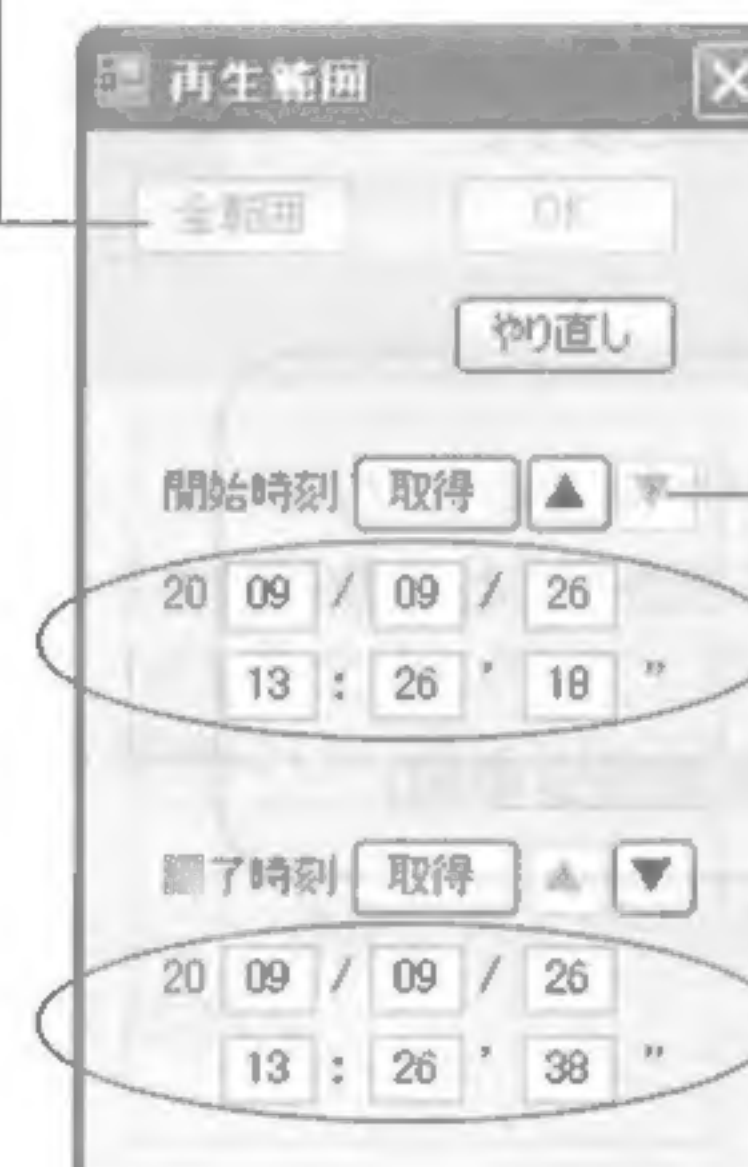 再生範囲
全範囲 OK
やり直し
開始時刻 取得 ▲ ▼
20 09 / 09 / 26
13 : 26 ' 18 "
終了時刻 取得 ▲ ▼
20 09 / 09 / 26
13 : 26 ' 38 "